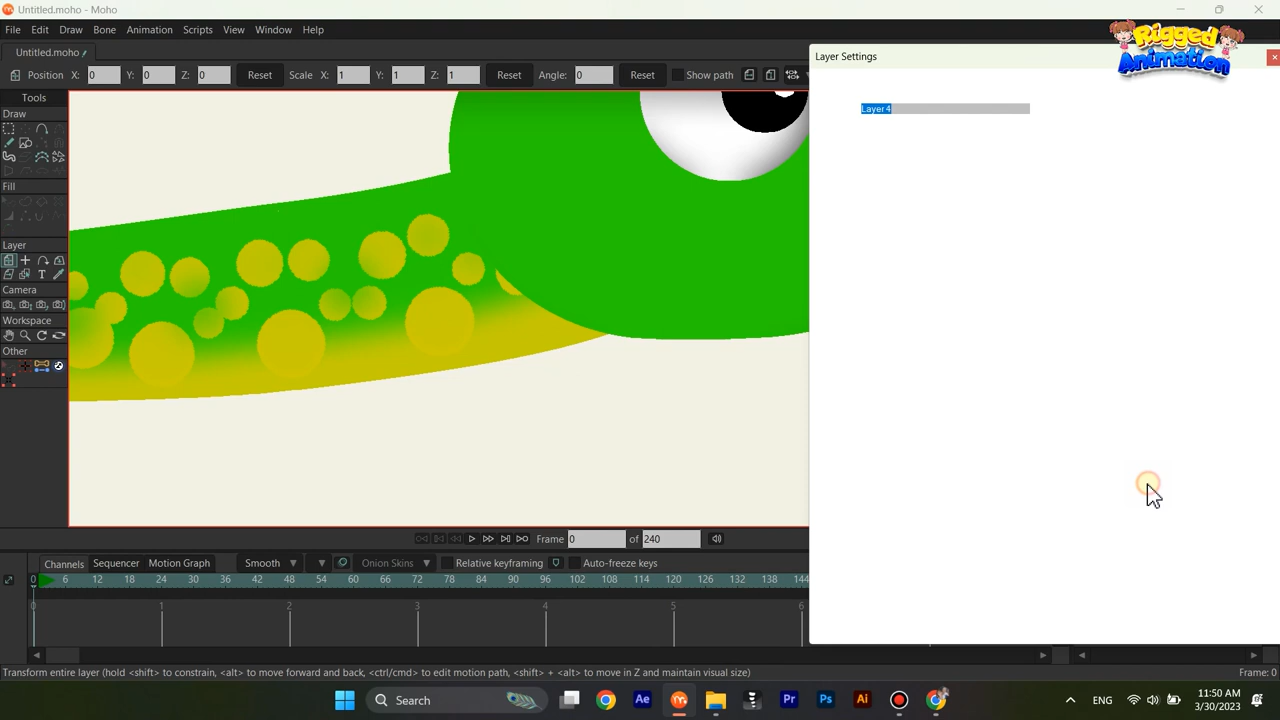 Untitled.moho - Moho
File Edit Draw Bone Animation Scripts View Window Help
Untitled.moho
Position X: 0 Y: 0 Z: 0 Reset Scale X: 1 Y: 1 Z: 1 Reset Angle: 0 Reset Show path
Rigged
Animation
Layer Settings
Layer 4
Tools
Draw
Fill
Layer
Camera
Workspace
Other
Frame 0 of 240
Channels Sequencer Motion Graph Smooth Onion Skins Relative keyframing Auto-freeze keys
0 6 12 18 24 30 36 42 48 54 60 66 72 78 84 90 96 102 108 114 120 126 132 138 144
0 1 2 3 4 5 6
Transform entire layer (hold <shift> to constrain, <alt> to move forward and back, <ctrl/cmd> to edit motion path, <shift> + <alt> to move in Z and maintain visual size)
Frame: 0
Search
Ae
Pr
Ps
Ai
ENG
11:50 AM
3/30/2023